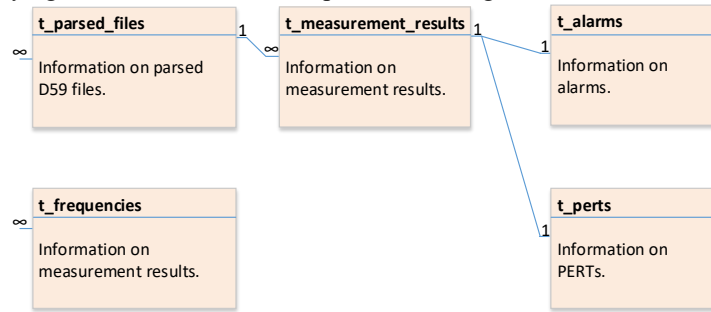 t_parsed_files
Information on parsed
D59 files.
1
∞
∞
t_measurement_results
Information on
measurement results.
1
t_alarms
Information on
alarms.
1
t_frequencies
Information on
measurement results.
∞
t_perts
Information on
PERTs.
1